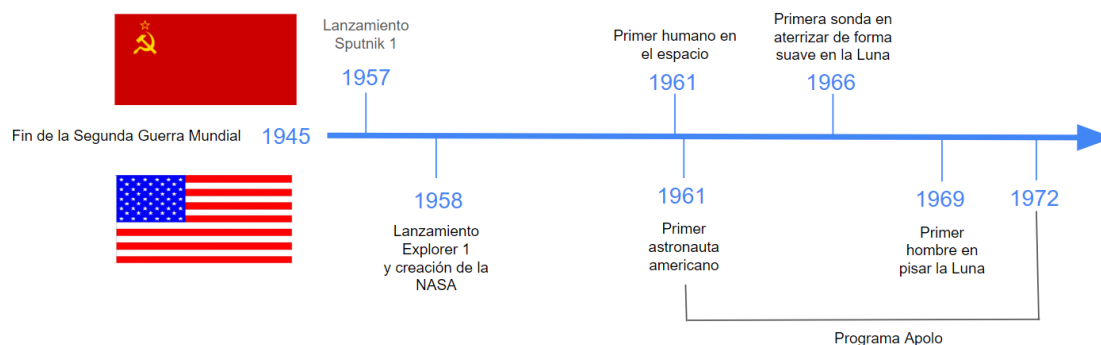 Lanzamiento
Sputnik 1
1957
Primer humano en
el espacio
1961
Primera sonda en
aterrizar de forma
suave en la Luna
1966
Fin de la Segunda Guerra Mundial 1945
1958
Lanzamiento
Explorer 1
y creación de la
NASA
1961
Primer
astronauta
americano
1969
Primer
hombre en
pisar la Luna
1972
Programa Apolo